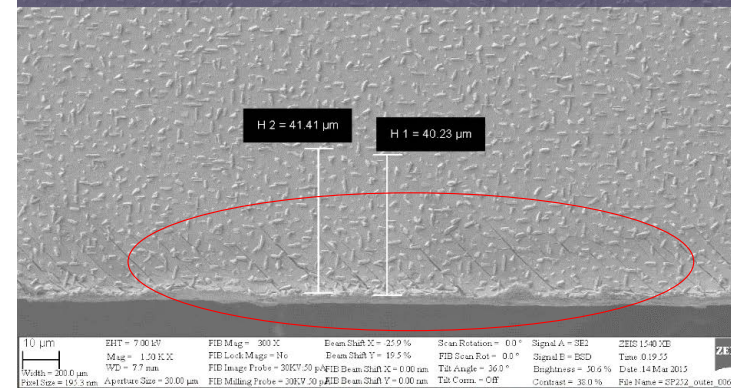 H 2 = 41.41 µm
H 1 = 40.23 µm
10 µm
Width = 200.0 µm
Pixel Size = 195.3 nm
EHT = 7.00 kV
Mag = 1.50 K X
WD = 7.7 mm
Aperture Size = 30.00 µm
FIB Mag = 300 X
FIB Lock Mags = No
FIB Image Probe = 30KV:50 pA
FIB Milling Probe = 30KV:50 pA
Beam Shift X = -25.9 %
Beam Shift Y = 19.5 %
FIB Beam Shift X = 0.00 nm
FIB Beam Shift Y = 0.00 nm
Scan Rotation = 0.0 °
FIB Scan Rot = 0.0 °
Tilt Angle = 36.0 °
Tilt Corrn. = Off
Signal A = SE2
Signal B = BSD
Brightness = 50.6 %
Contrast = 38.0 %
ZEISS 1540 XB
Time :0:19:55
Date :14 Mar 2015